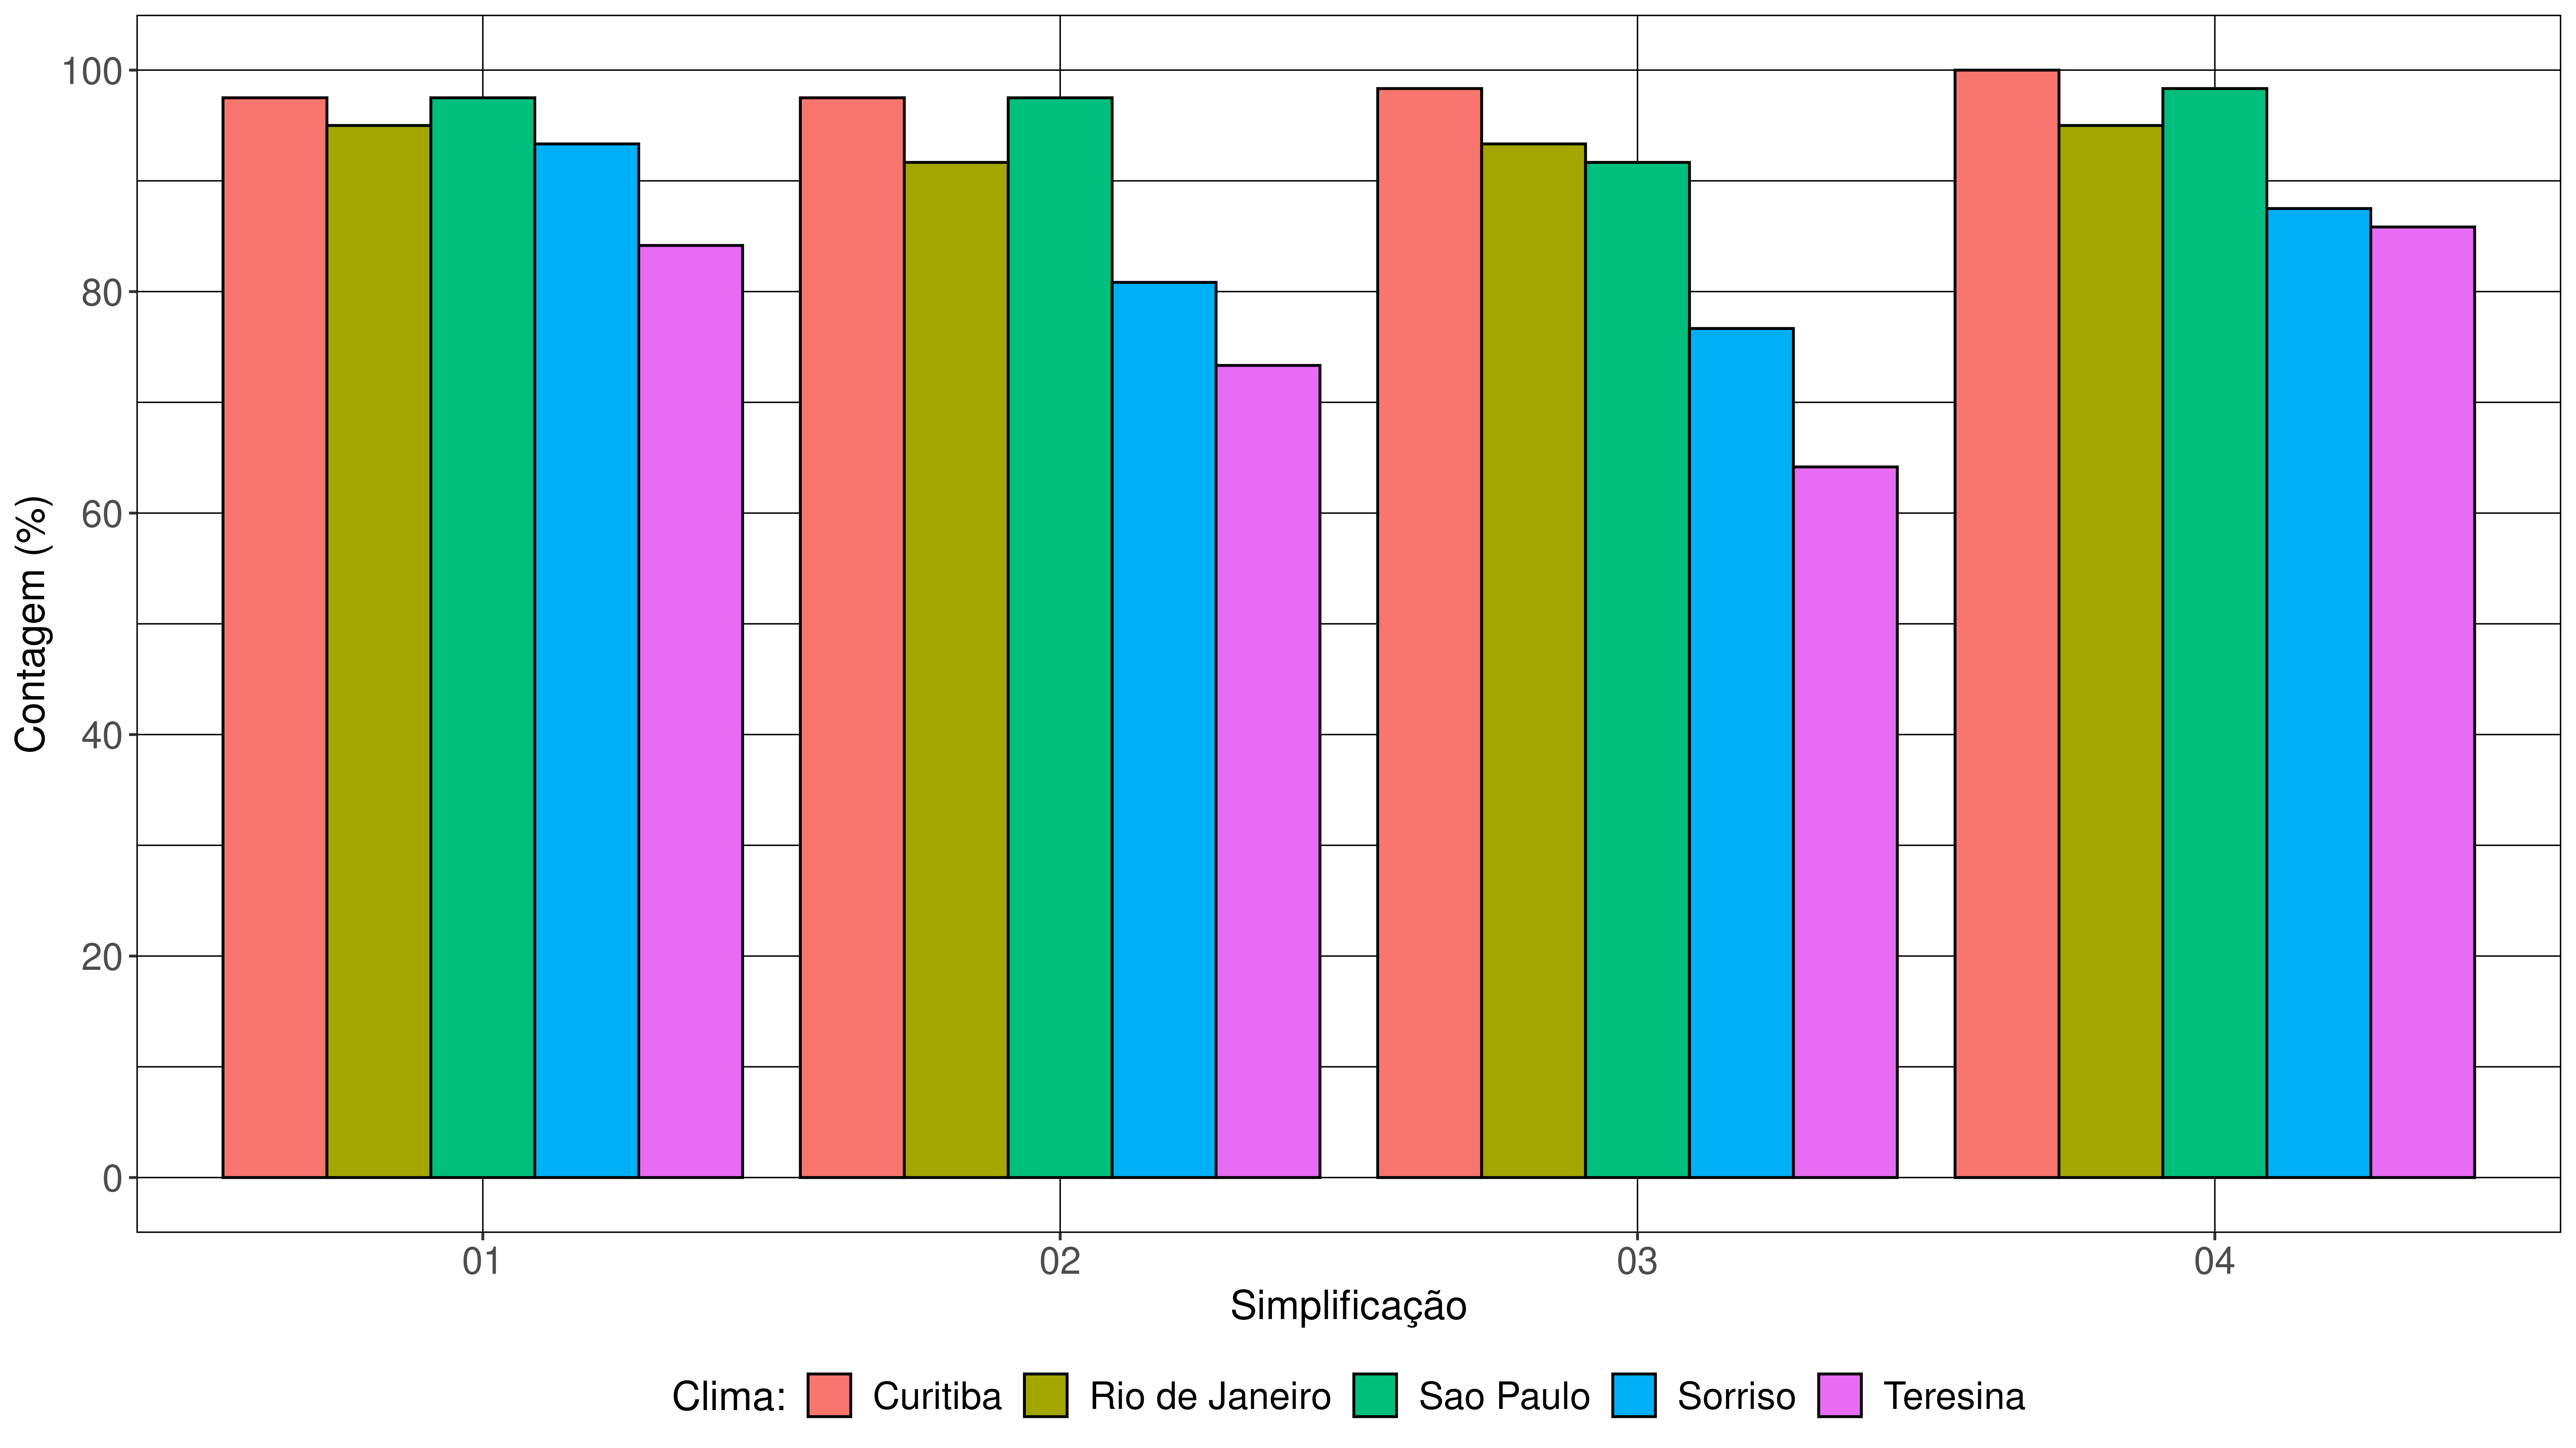 100
80
60
40
20
0
Contagem (%)
01 02 03 04
Simplificação
Clima: Curitiba Rio de Janeiro Sao Paulo Sorriso Teresina